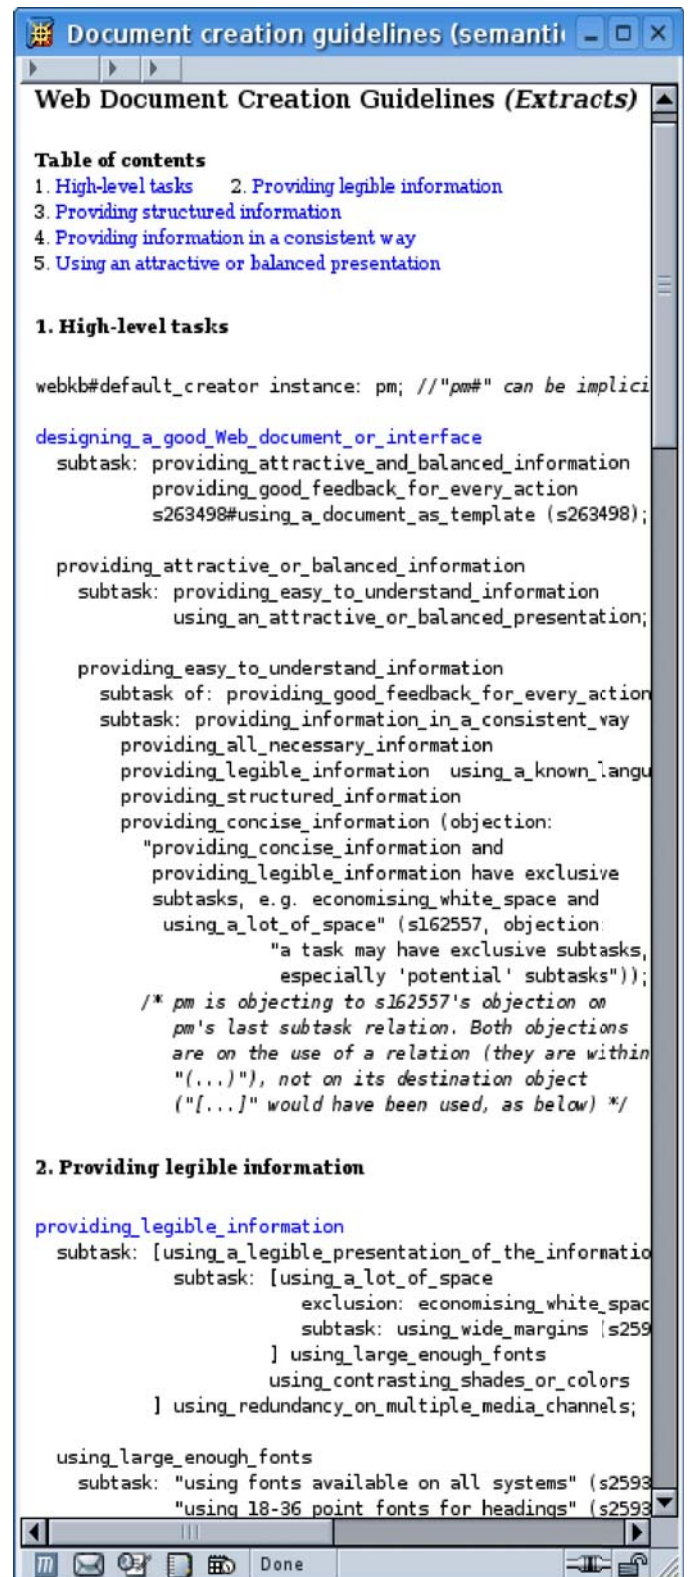 Document creation guidelines (semanti
Web Document Creation Guidelines (Extracts)
Table of contents
1. High-level tasks 2. Providing legible information
3. Providing structured information
4. Providing information in a consistent way
5. Using an attractive or balanced presentation
1. High-level tasks
webkb#default_creator instance: pm; //"pm#" can be implici
designing_a_good_Web_document_or_interface
subtask: providing_attractive_and_balanced_information
providing_good_feedback_for_every_action
s263498#using_a_document_as_template (s263498);
providing_attractive_or_balanced_information
subtask: providing_easy_to_understand_information
using_an_attractive_or_balanced_presentation;
providing_easy_to_understand_information
subtask of: providing_good_feedback_for_every_action
subtask: providing_information_in_a_consistent_way
providing_all_necessary_information
providing_legible_information using_a_known_langu
providing_structured_information
providing_concise_information (objection:
"providing_concise_information and
providing_legible_information have exclusive
subtasks, e.g. economising_white_space and
using_a_lot_of_space" (s162557, objection:
"a task may have exclusive subtasks,
especially 'potential' subtasks"));
/* pm is objecting to s162557's objection on
pm's last subtask relation. Both objections
are on the use of a relation (they are within
"(...)"), not on its destination object
("[...]" would have been used, as below) */
2. Providing legible information
providing_legible_information
subtask: [using_a_legible_presentation_of_the_informatio
subtask: [using_a_lot_of_space
exclusion: economising_white_spac
subtask: using_wide_margins (s259
] using_large_enough_fonts
using_contrasting_shades_or_colors
] using_redundancy_on_multiple_media_channels;
using_large_enough_fonts
subtask: "using fonts available on all systems" (s2593
"using 18-36 point fonts for headings" (s2593
m Done